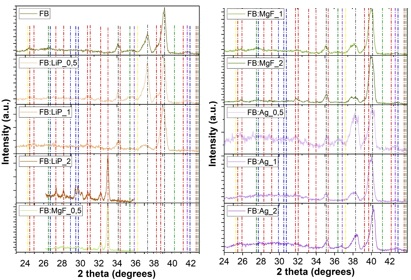 FB
FB:LiP_0,5
FB:LiP_1
FB:LiP_2
FB:MgF_0,5
Intensity (a.u.)
24 26 28 30 32 34 36 38 40 42
2 theta (degrees)
FB:MgF_1
FB:MgF_2
FB:Ag_0,5
FB:Ag_1
FB:Ag_2
Intensity (a.u.)
24 26 28 30 32 34 36 38 40 42
2 theta (degrees)